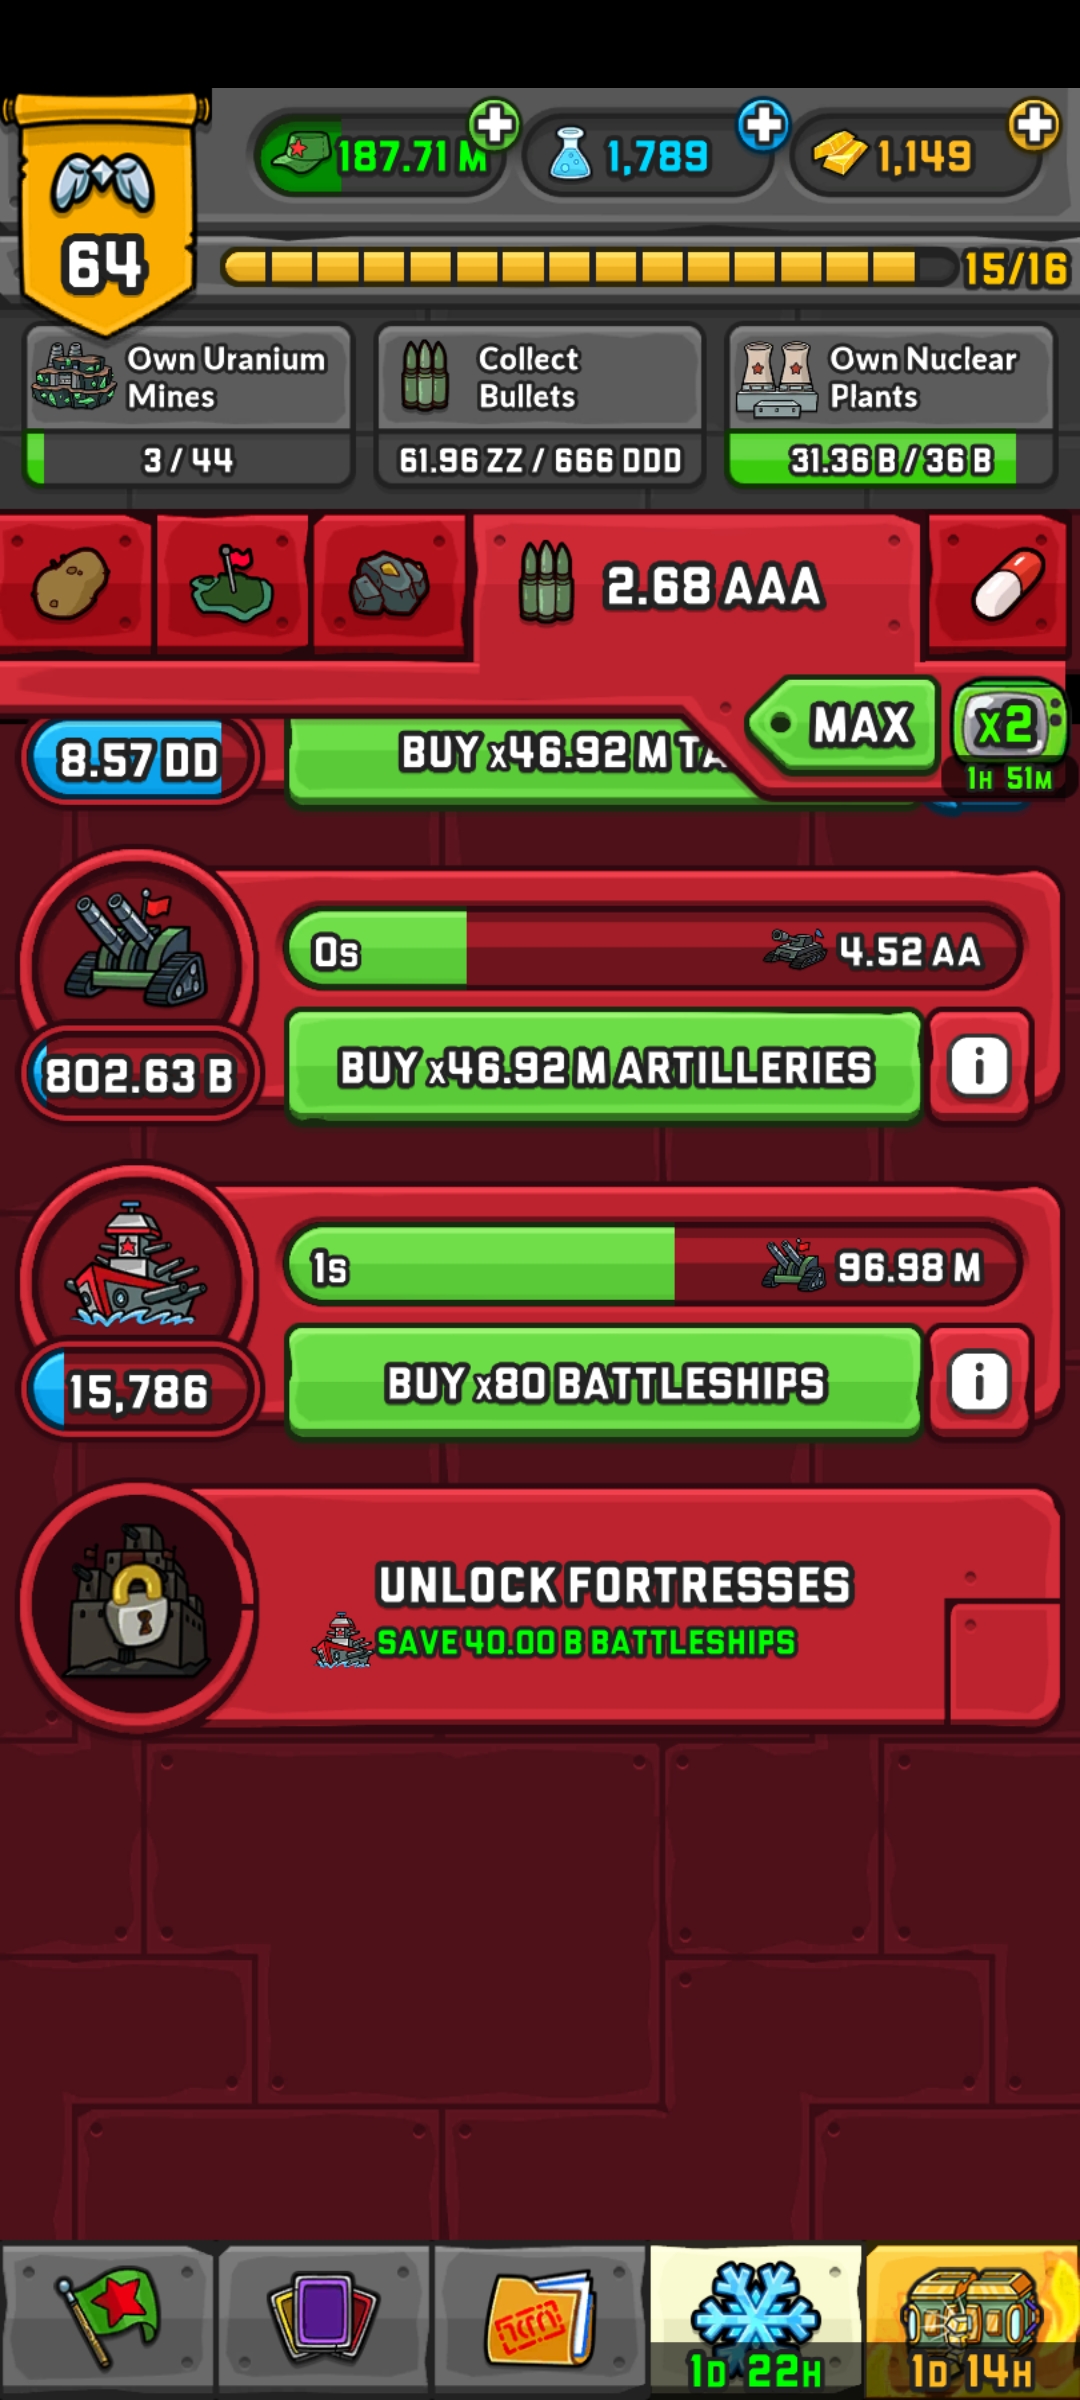 187.71 M
1,789
1,149
64
15/16
Own Uranium
Mines
3 / 44
Collect
Bullets
61.96 ZZ / 666 DDD
Own Nuclear
Plants
31.36 B / 36 B
2.68 AAA
MAX
X2
1H 51M
8.57 DD
BUY x46.92 M TA
0s
4.52 AA
802.63 B
BUY x46.92 M ARTILLERIES
i
1s
96.98 M
15,786
BUY x80 BATTLESHIPS
i
UNLOCK FORTRESSES
SAVE 40.00 B BATTLESHIPS
1D 22H
1D 14H